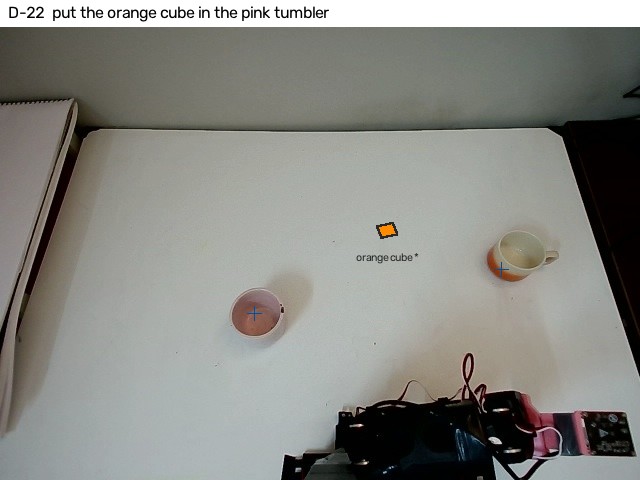 D-22 put the orange cube in the pink tumbler
orange cube *